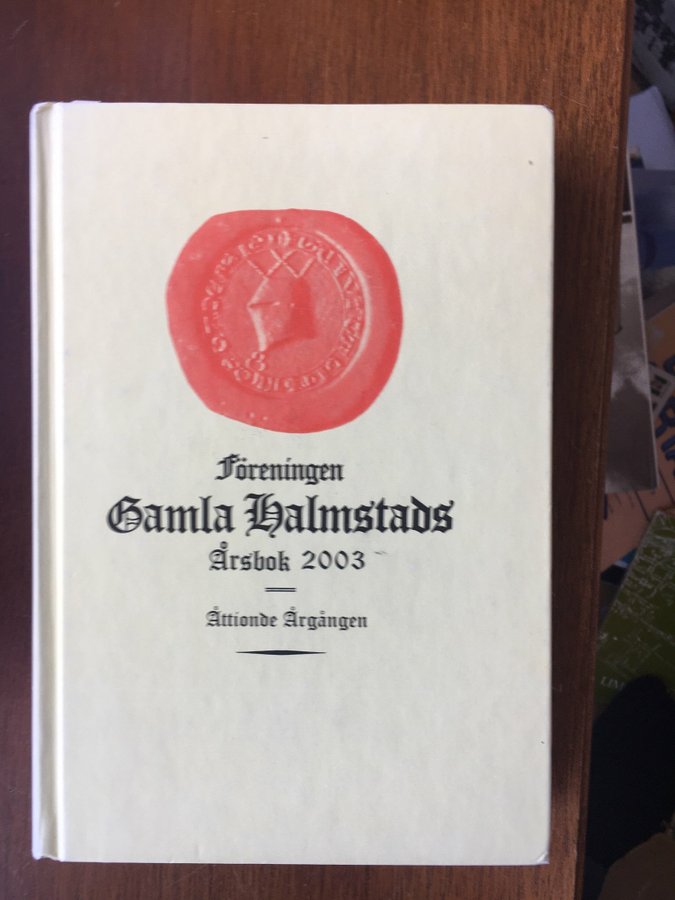 Föreningen
Gamla Halmstads
Årsbok 2003
Åttionde Årgången